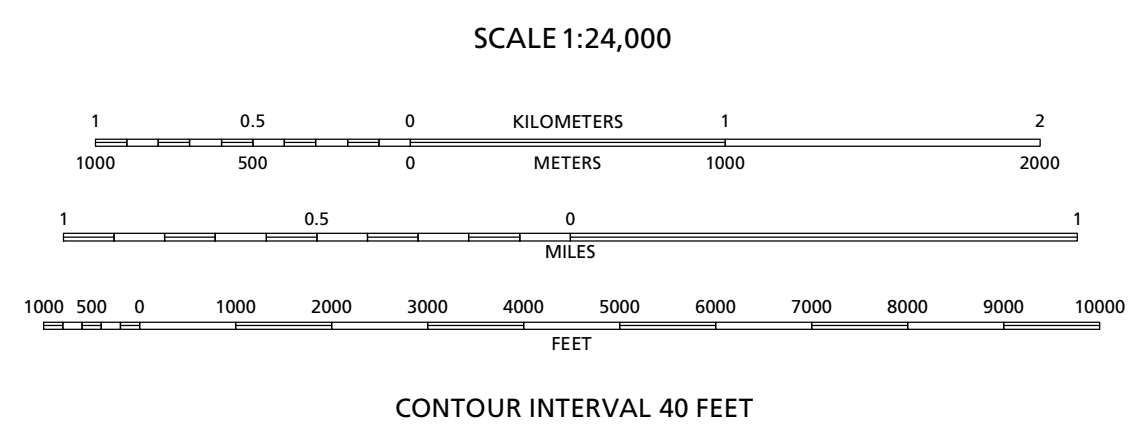 SCALE 1:24,000
1 0.5 0 KILOMETERS 1 2
1000 500 0 METERS 1000 2000
1 0.5 0 1
MILES
1000 500 0 1000 2000 3000 4000 5000 6000 7000 8000 9000 10000
FEET
CONTOUR INTERVAL 40 FEET